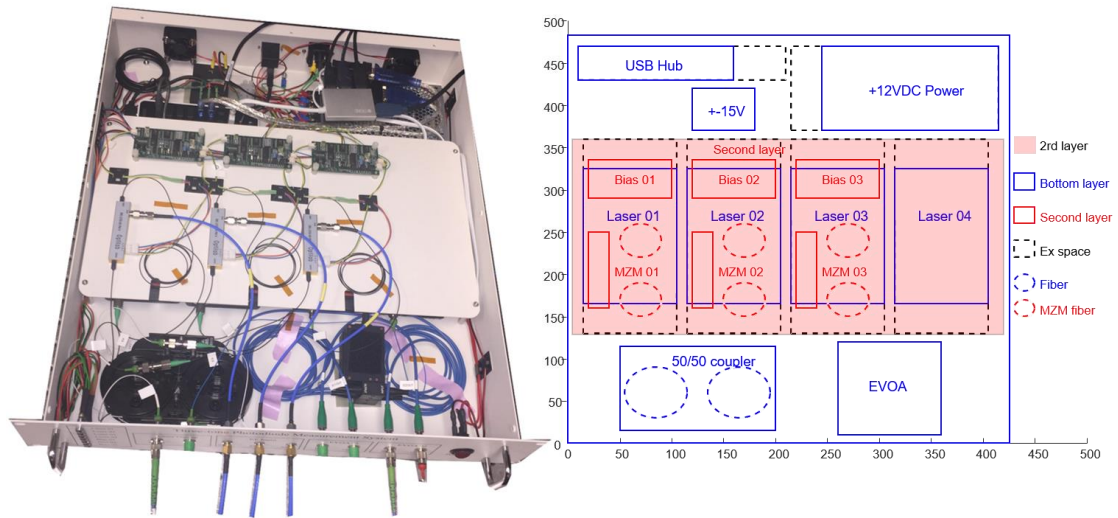 500
450
400
350
300
250
200
150
100
50
0
USB Hub
+12VDC Power
+-15V
Second layer
Bias 01
Bias 02
Bias 03
Laser 01
Laser 02
Laser 03
Laser 04
MZM 01
MZM 02
MZM 03
50/50 coupler
EVOA
0
50
100
150
200
250
300
350
400
450
500
2rd layer
Bottom layer
Second layer
Ex space
Fiber
MZM fiber